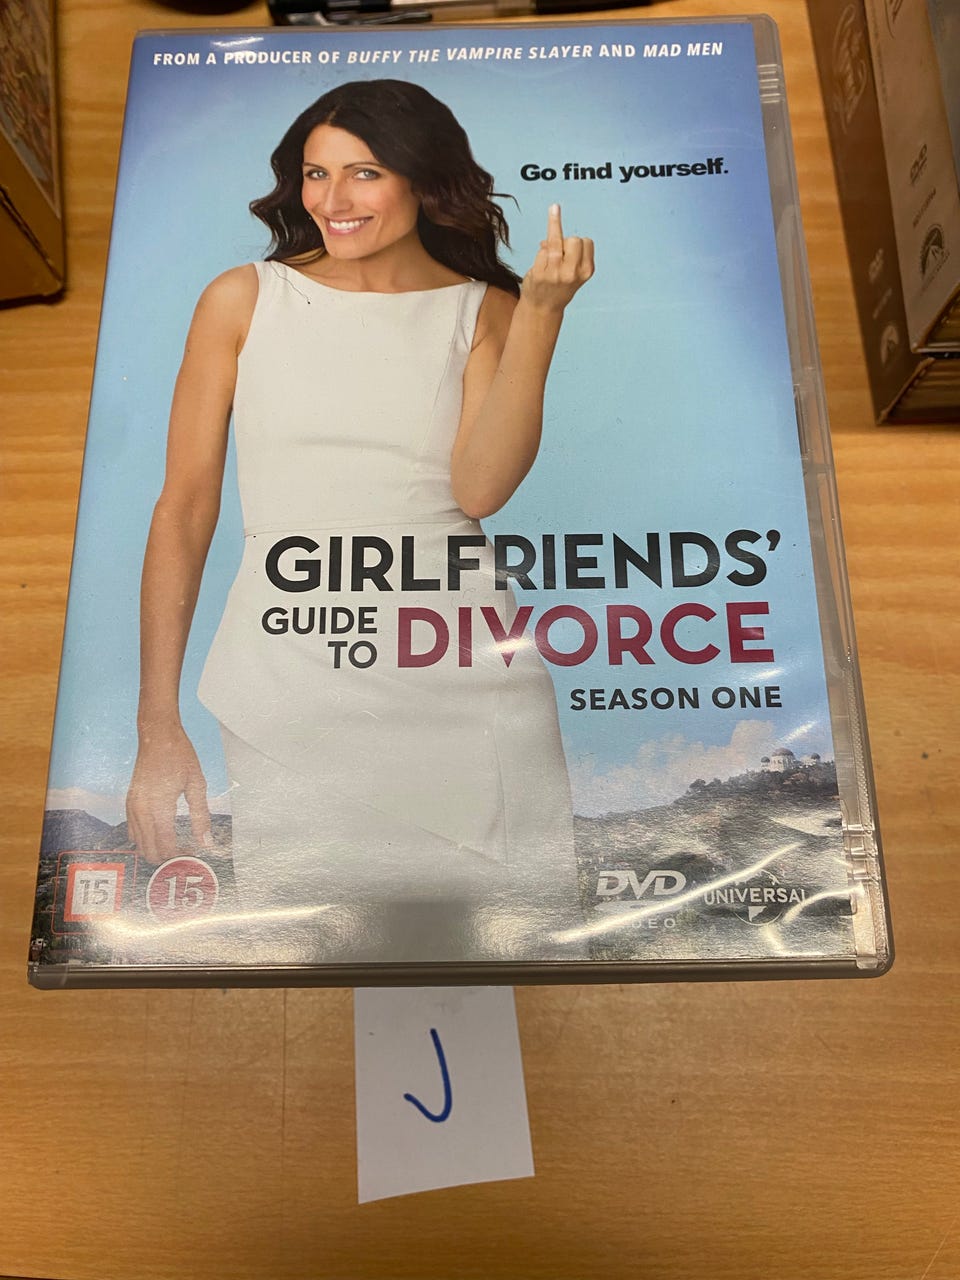 FROM A PRODUCER OF BUFFY THE VAMPIRE SLAYER AND MAD MEN
Go find yourself.
GIRLFRIENDS'
GUIDE TO DIVORCE
SEASON ONE
15
15
DVD
UNIVERSAL
J
DVD